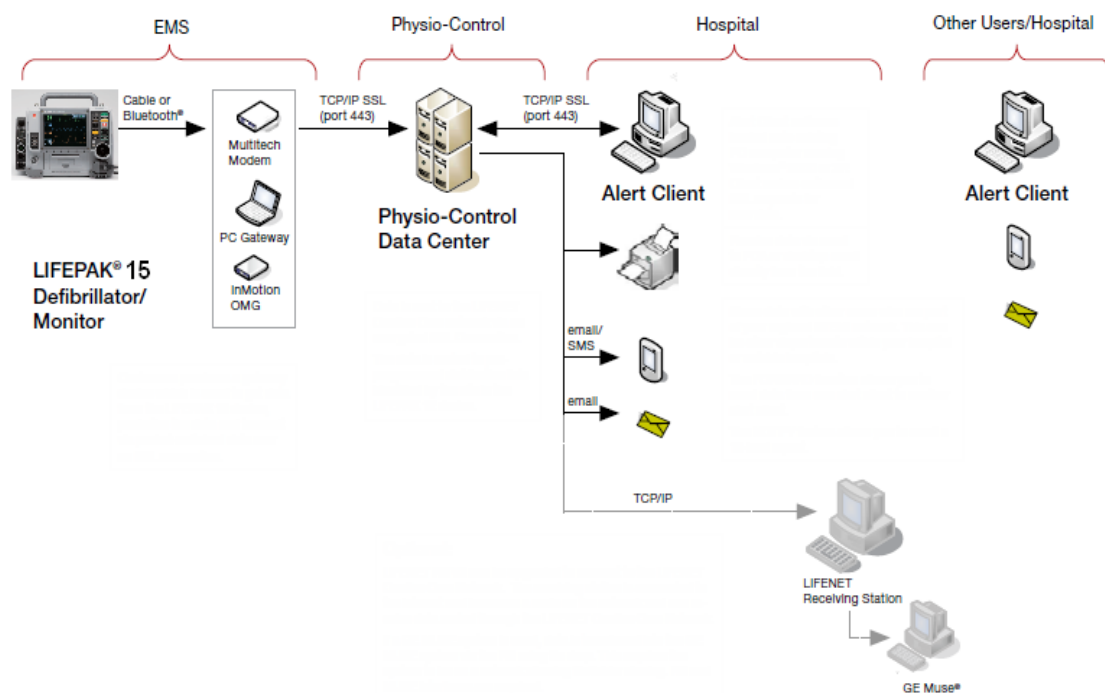 EMS
Physio-Control
Hospital
Other Users/Hospital
Cable or
Bluetooth®
Multitech
Modem
PC Gateway
InMotion
OMG
LIFEPAK® 15
Defibrillator/
Monitor
TCP/IP SSL
(port 443)
Physio-Control
Data Center
TCP/IP SSL
(port 443)
Alert Client
email/
SMS
email
Alert Client
TCP/IP
LIFENET
Receiving Station
GE Muse®